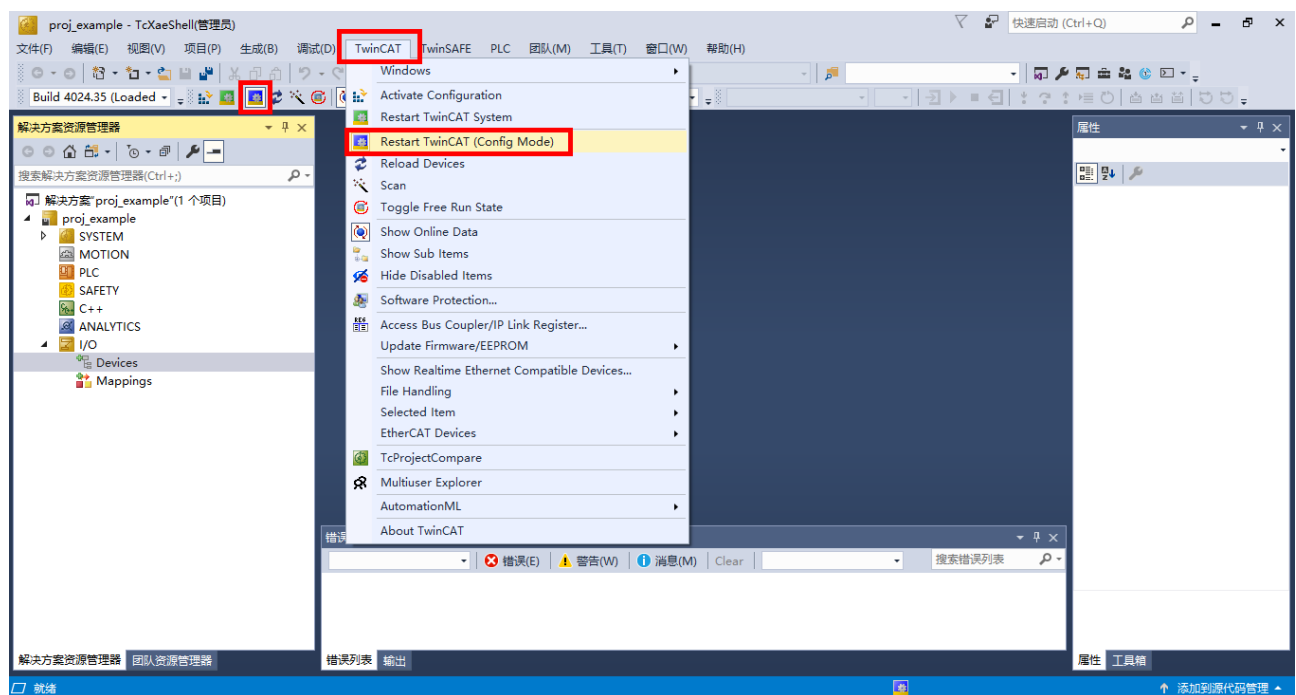 proj_example - TcXaeShell(管理员)
快速启动 (Ctrl+Q)
文件(F) 编辑(E) 视图(V) 项目(P) 生成(B) 调试(D) TwinCAT TwinSAFE PLC 团队(M) 工具(T) 窗口(W) 帮助(H)
Build 4024.35 (Loaded
解决方案资源管理器
搜索解决方案资源管理器(Ctrl+;)
解决方案"proj_example"(1 个项目)
proj_example
SYSTEM
MOTION
PLC
SAFETY
C++
ANALYTICS
I/O
Devices
Mappings
解决方案资源管理器 团队资源管理器
Windows
Activate Configuration
Restart TwinCAT System
Restart TwinCAT (Config Mode)
Reload Devices
Scan
Toggle Free Run State
Show Online Data
Show Sub Items
Hide Disabled Items
Software Protection...
Access Bus Coupler/IP Link Register...
Update Firmware/EEPROM
Show Realtime Ethernet Compatible Devices...
File Handling
Selected Item
EtherCAT Devices
TcProjectCompare
Multiuser Explorer
AutomationML
About TwinCAT
错误(E) 警告(W) 消息(M) Clear 搜索错误列表
错误列表 输出
属性
属性 工具箱
就绪
添加到源代码管理